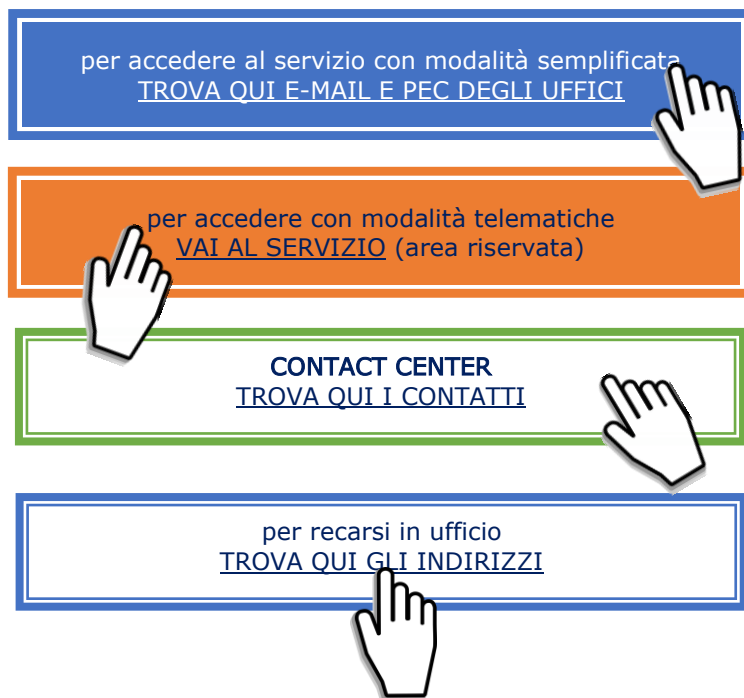 per accedere al servizio con modalità semplificata
TROVA QUI E-MAIL E PEC DEGLI UFFICI
per accedere con modalità telematiche
VAI AL SERVIZIO (area riservata)
CONTACT CENTER
TROVA QUI I CONTATTI
per recarsi in ufficio
TROVA QUI GLI INDIRIZZI